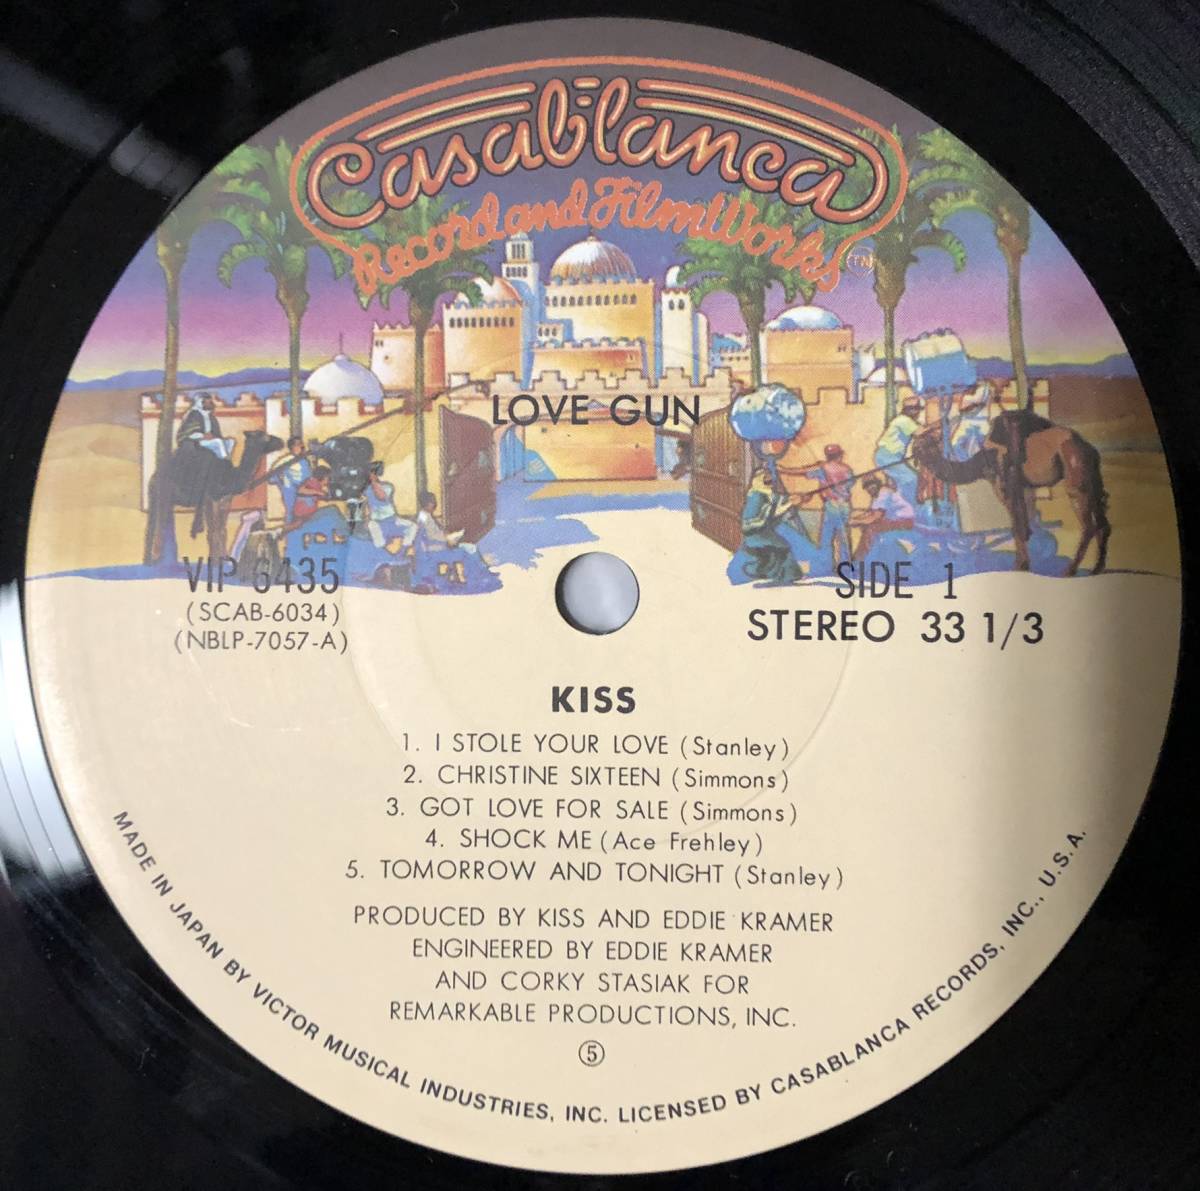 Casablanca
Record and FilmWorks
TM
LOVE GUN
VIP 6435
(SCAB-6034)
(NBLP-7057-A)
SIDE 1
STEREO 33 1/3
KISS
1. I STOLE YOUR LOVE (Stanley)
2. CHRISTINE SIXTEEN (Simmons)
3. GOT LOVE FOR SALE (Simmons)
4. SHOCK ME (Ace Frehley)
5. TOMORROW AND TONIGHT (Stanley)
PRODUCED BY KISS AND EDDIE KRAMER
ENGINEERED BY EDDIE KRAMER
AND CORKY STASIAK FOR
REMARKABLE PRODUCTIONS, INC.
⑤
MADE IN JAPAN BY VICTOR MUSICAL INDUSTRIES, INC. LICENSED BY CASABLANCA RECORDS, INC., U.S.A.